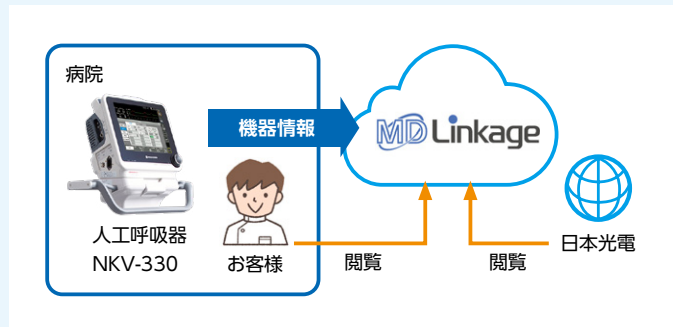 病院
機器情報
MD Linkage
人工呼吸器
NKV-330
お客様
閲覧
閲覧
日本光電